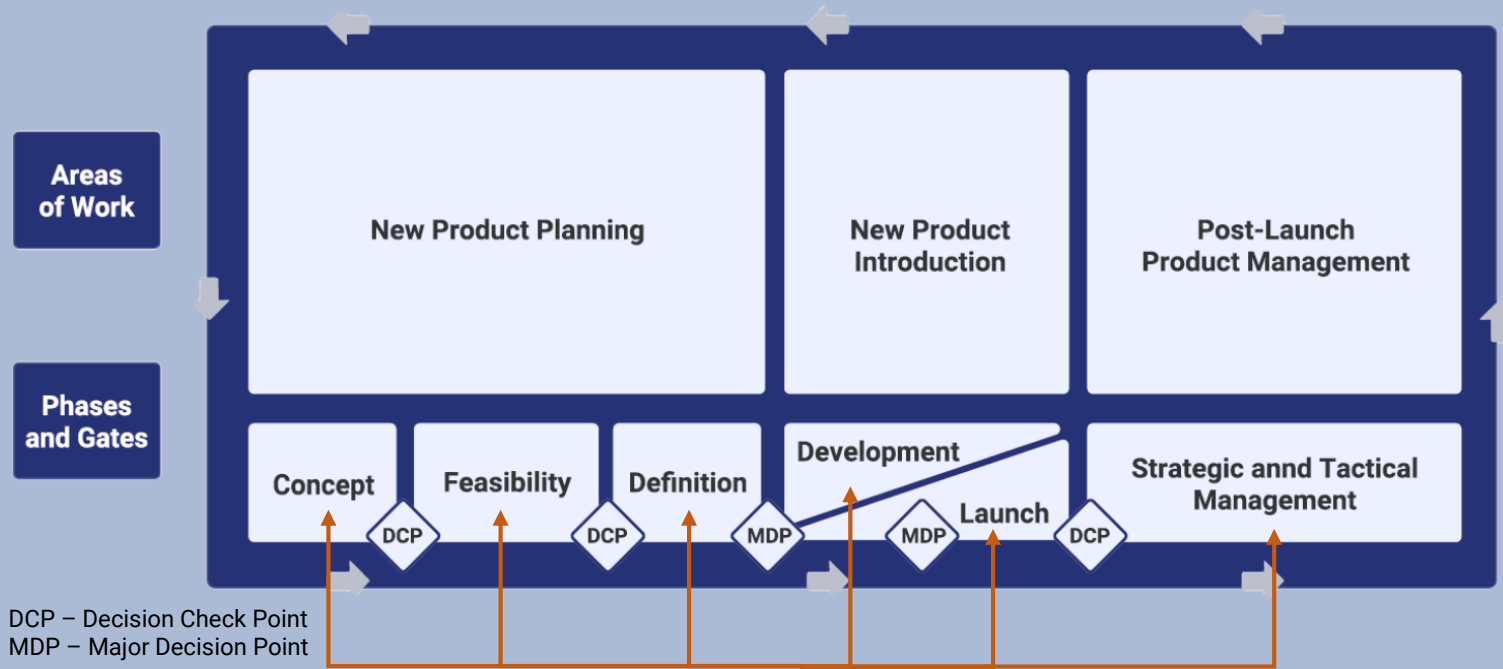 Areas
of Work
New Product Planning
New Product
Introduction
Post-Launch
Product Management
Phases
and Gates
Concept
DCP
Feasibility
DCP
Definition
MDP
Development
MDP
Launch
DCP
Strategic annd Tactical
Management
DCP – Decision Check Point
MDP – Major Decision Point